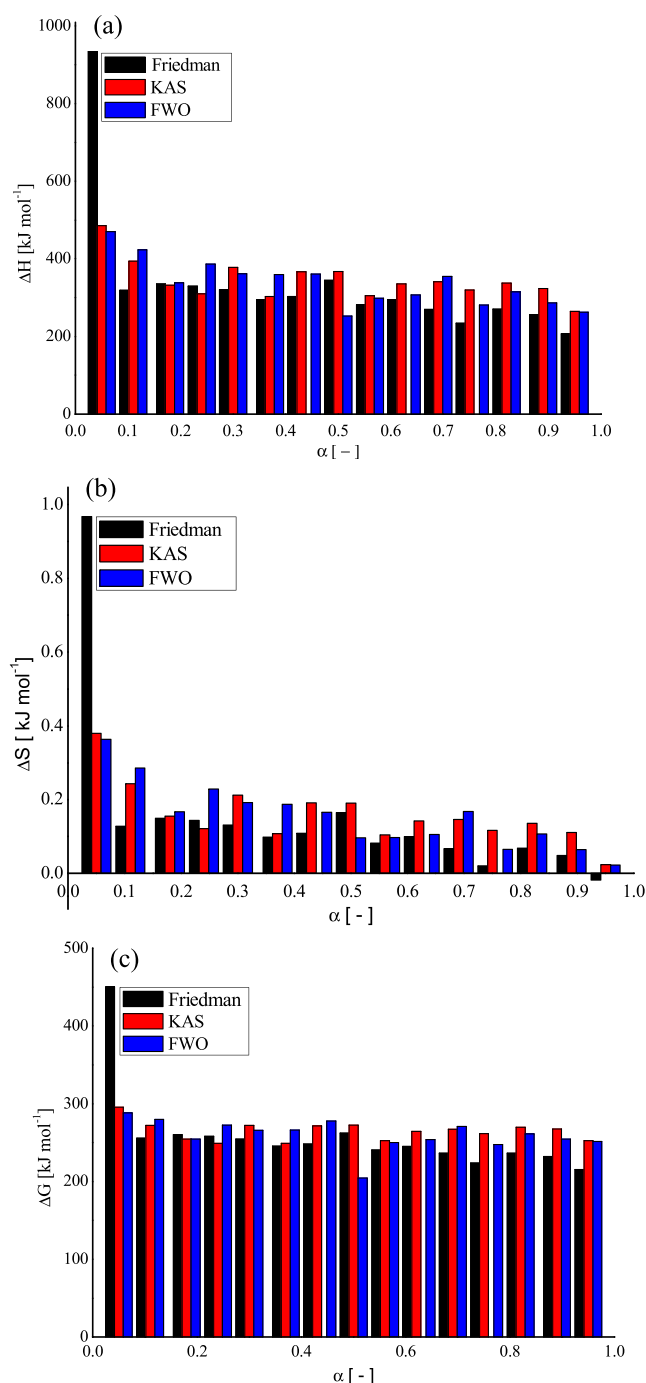 (a)
1000
800
600
400
200
0
ΔH [kJ mol⁻¹]
Friedman
KAS
FWO
0.0 0.1 0.2 0.3 0.4 0.5 0.6 0.7 0.8 0.9 1.0
α [ – ]
(b)
1.0
0.8
0.6
0.4
0.2
0.0
ΔS [ kJ mol⁻¹]
Friedman
KAS
FWO
0.0 0.1 0.2 0.3 0.4 0.5 0.6 0.7 0.8 0.9 1.0
α [ - ]
(c)
500
400
300
200
100
0
ΔG [kJ mol⁻¹]
Friedman
KAS
FWO
0.0 0.2 0.4 0.6 0.8 1.0
α [ - ]